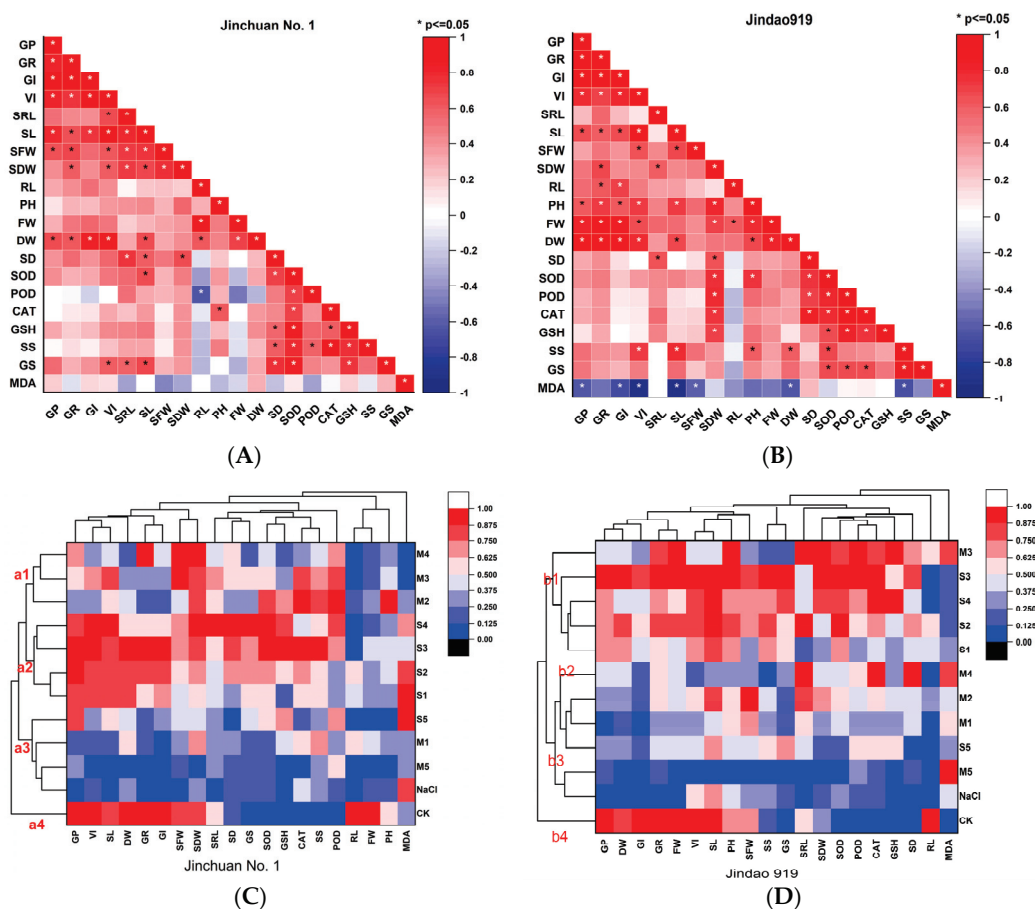 Jinchuan No. 1
* p<=0.05
GP
GR
GI
VI
SRL
SL
SFW
SDW
RL
PH
FW
DW
SD
SOD
POD
CAT
GSH
SS
GS
MDA
GP GR GI VI SRL SL SFW SDW RL PH FW DW SD SOD POD CAT GSH SS GS MDA
1
0.8
0.6
0.4
0.2
0
-0.2
-0.4
-0.6
-0.8
-1
(A)
Jindao919
* p<=0.05
GP
GR
GI
VI
SRL
SL
SFW
SDW
RL
PH
FW
DW
SD
SOD
POD
CAT
GSH
SS
GS
MDA
GP GR GI VI SRL SL SFW SDW RL PH FW DW SD SOD POD CAT GSH SS GS MDA
1
0.8
0.6
0.4
0.2
0
-0.2
-0.4
-0.6
-0.8
-1
(B)
a1
a2
a3
a4
M4
M3
M2
S4
S3
S2
S1
S5
M1
M5
NaCl
CK
GP VI SL DW GR GI SFW SDW SRL SD GS SOD GSH CAT SS POD RL FW PH MDA
Jinchuan No. 1
1.00
0.875
0.750
0.625
0.500
0.375
0.250
0.125
0.00
(C)
b1
b2
b3
b4
M3
S3
S4
S2
S1
M4
M2
M1
S5
M5
NaCl
CK
GP DW GI GR FW VI SL PH SFW SS GS SRL SDW SOD POD CAT GSH SD RL MDA
Jindao 919
1.00
0.875
0.750
0.625
0.500
0.375
0.250
0.125
0.00
(D)